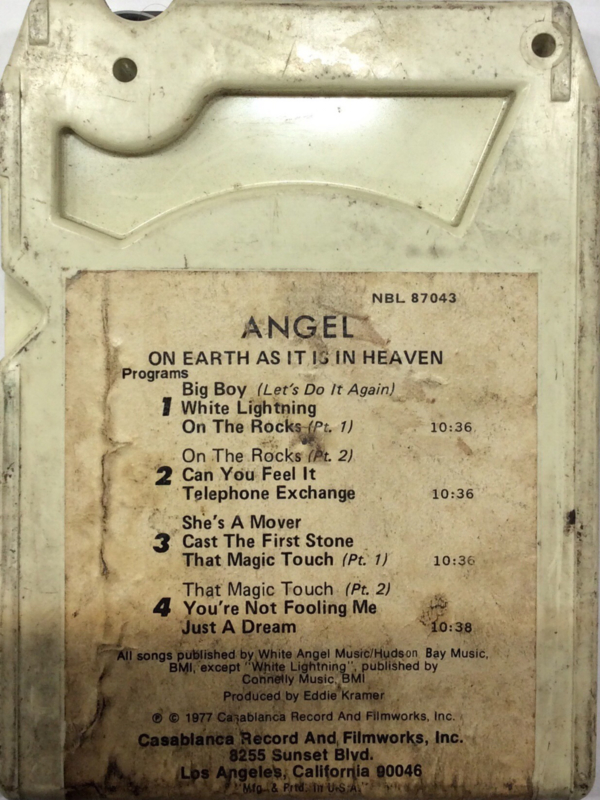 NBL 87043
ANGEL
ON EARTH AS IT IS IN HEAVEN
Programs
Big Boy (Let's Do It Again)
1 White Lightning
On The Rocks (Pt. 1) 10:36
On The Rocks (Pt. 2)
2 Can You Feel It
Telephone Exchange 10:36
She's A Mover
3 Cast The First Stone
That Magic Touch (Pt. 1) 10:36
That Magic Touch (Pt. 2)
4 You're Not Fooling Me
Just A Dream 10:38
All songs published by White Angel Music/Hudson Bay Music,
BMI, except "White Lightning", published by
Connelly Music, BMI
Produced by Eddie Kramer
℗ © 1977 Casablanca Record And Filmworks, Inc.
Casablanca Record And Filmworks, Inc.
8255 Sunset Blvd.
Los Angeles, California 90046
"Mfg. & Prtd. In U.S.A."